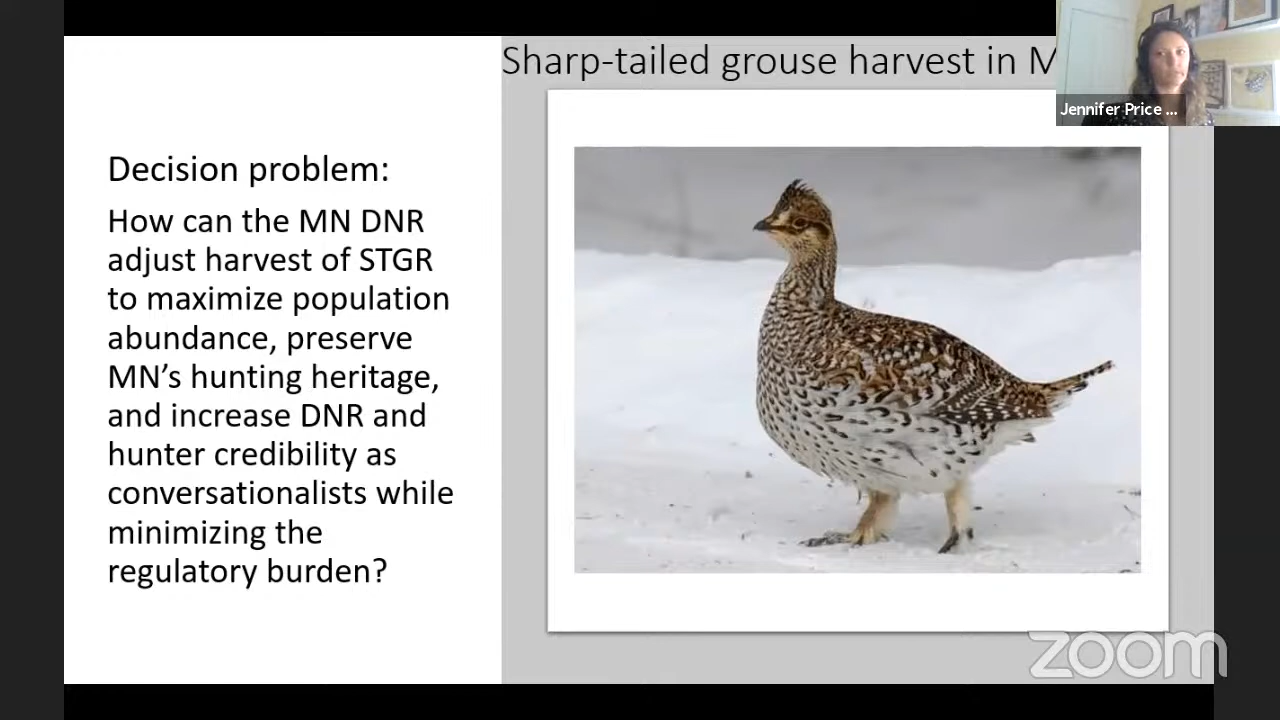 Sharp-tailed grouse harvest in M
Jennifer Price ...
Decision problem:
How can the MN DNR
adjust harvest of STGR
to maximize population
abundance, preserve
MN’s hunting heritage,
and increase DNR and
hunter credibility as
conversationalists while
minimizing the
regulatory burden?
zoom